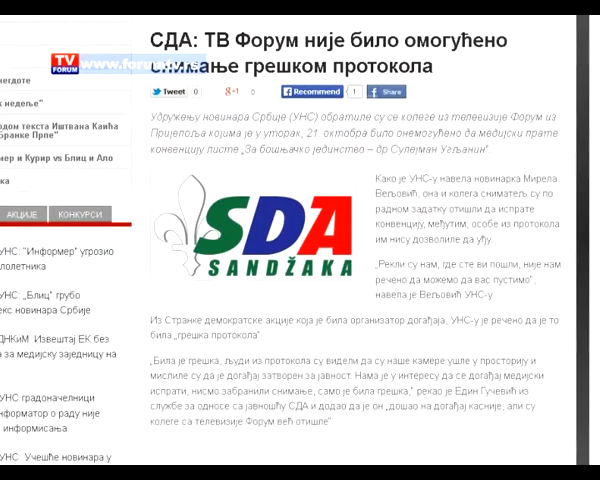 СДА: ТВ Форум није било омогућено
снимање грешком протокола
TV
FORUM
www.forumtv.rs
Tweet 0
g+1 0
Recommend 1
Share
Удружењу новинара Србије (УНС) обратиле су се колеге из телевизије Форум из
Пријепоља којима је у уторак, 21. октобра било онемогућено да медијски прате
конвенцију листе „За бошњачко јединство – др Сулејман Угљанин"
SDA
SANDŽAKA
Како је УНС-у навела новинарка Мирела
Вељовић, она и колега сниматељ су по
радном задатку отишли да испрате
конвенцију, међутим, особе из протокола
им нису дозволиле да уђу
„Рекли су нам, где сте ви пошли, није нам
речено да можемо да вас пустимо",
навела је Вељовић УНС-у
Из Странке демократске акције која је била организатор догађаја, УНС-у је речено да је то
била „грешка протокола"
„Била је грешка, људи из протокола су видели да су наше камере ушле у просторију и
мислиле су да је догађај затворен за јавност. Нама је у интересу да се догађај медијски
испрати, нисмо забранили снимање, само је била грешка," рекао је Един Гучевић из
службе за односе са јавношћу СДА и додао да је он „дошао на догађај касније, али су
колеге са телевизије Форум већ отишле"
негдоте
к недеље"
одом текста Иштвана Каића
Бранке Прпе"
мер и Курир vs Блиц и Ало
ка
АКЦИЈЕ
КОНКУРСИ
УНС: "Информер" угрозио
лолетника
УНС: „Блиц" грубо
екс новинара Србије
ДНКиМ Извештај ЕК без
а за медијску заједницу на
УНС градоначелници
нформатор о раду није
информисања
УНС: Учешће новинара у